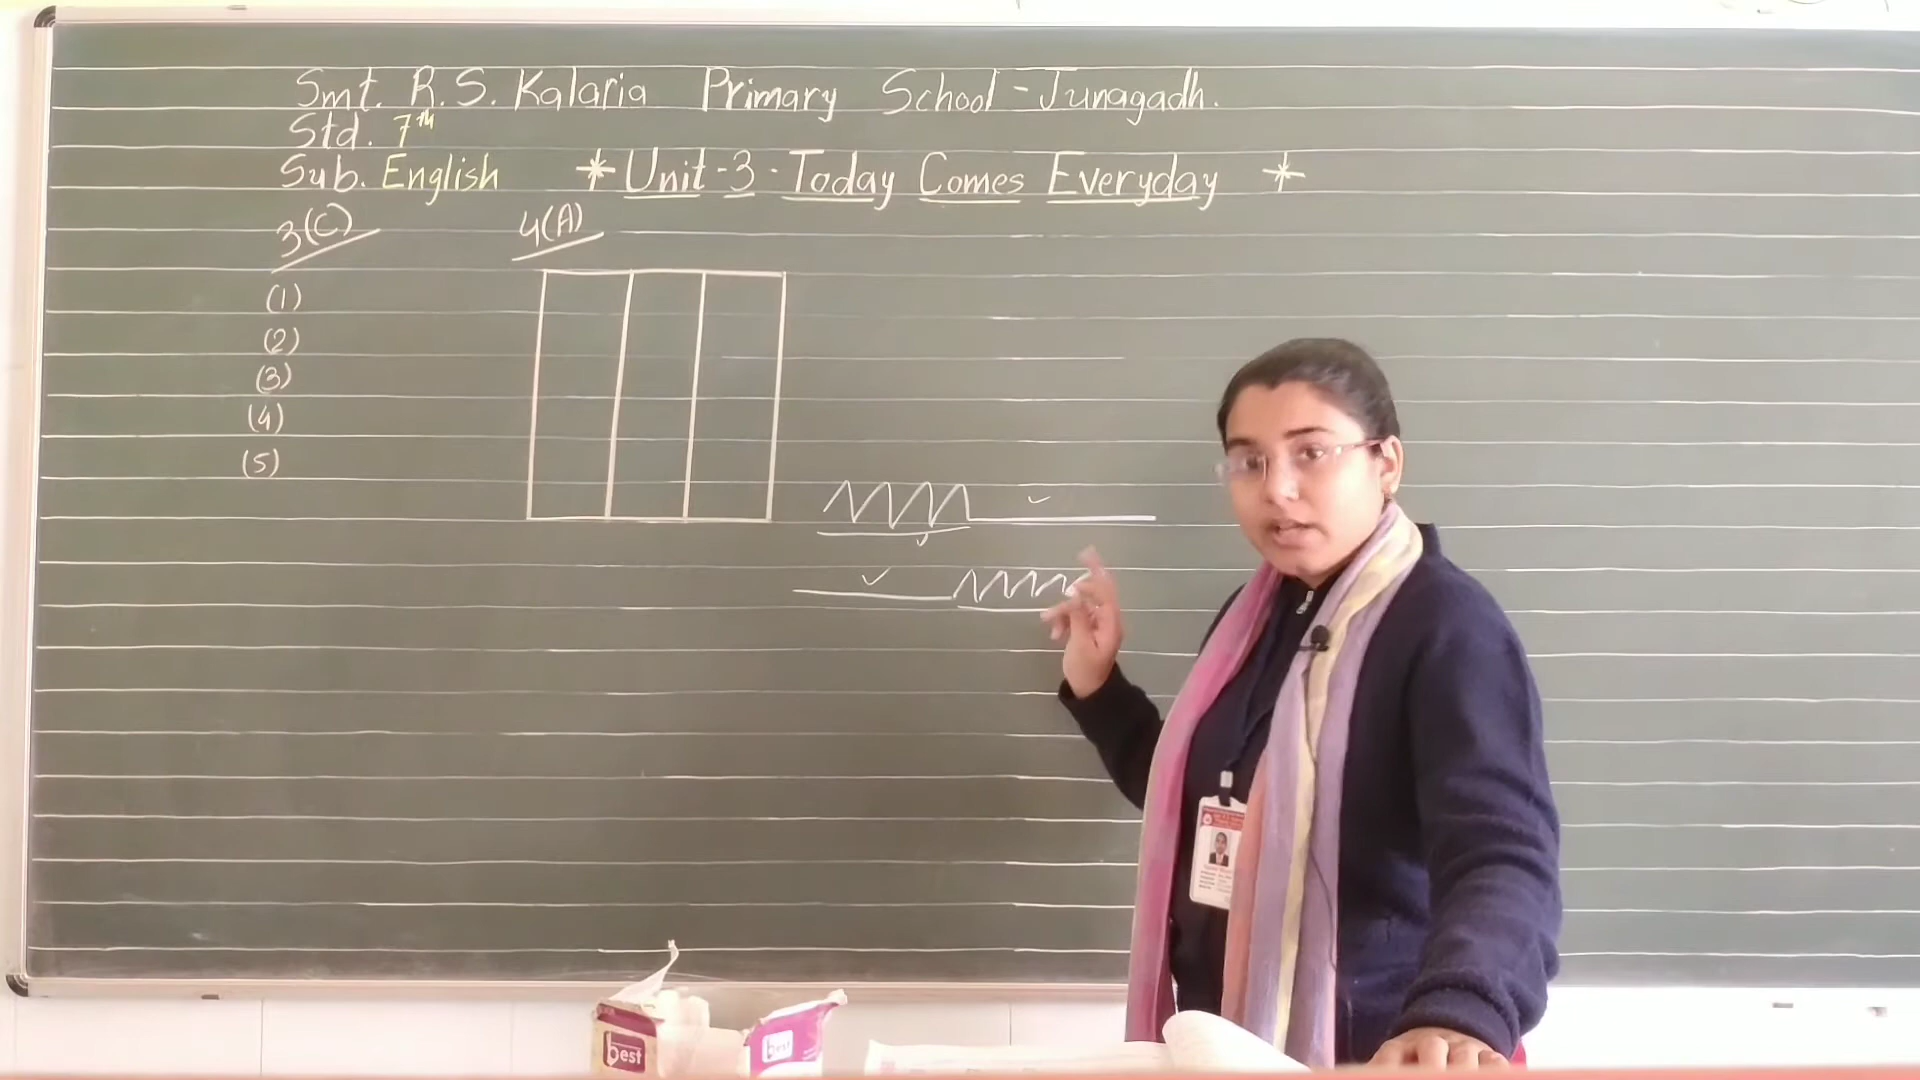 Smt. R. S. Kalaria Primary School - Junagadh.
Std. 7th
Sub. English * Unit - 3 - Today Comes Everyday *
3(C) 4(A)
(1)
(2)
(3)
(4)
(5)
best
best